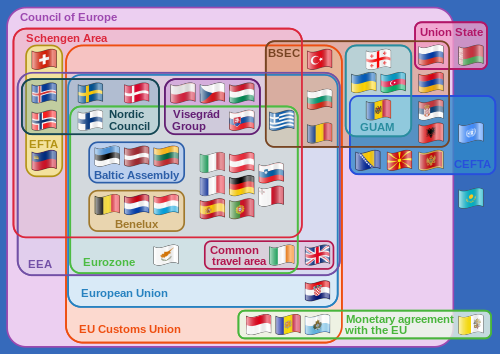 Council of Europe
Schengen Area
Union State
BSEC
Nordic
Council
Visegrád
Group
GUAM
EFTA
Baltic Assembly
CEFTA
Benelux
Common
travel area
EEA
Eurozone
European Union
EU Customs Union
Monetary agreement
with the EU